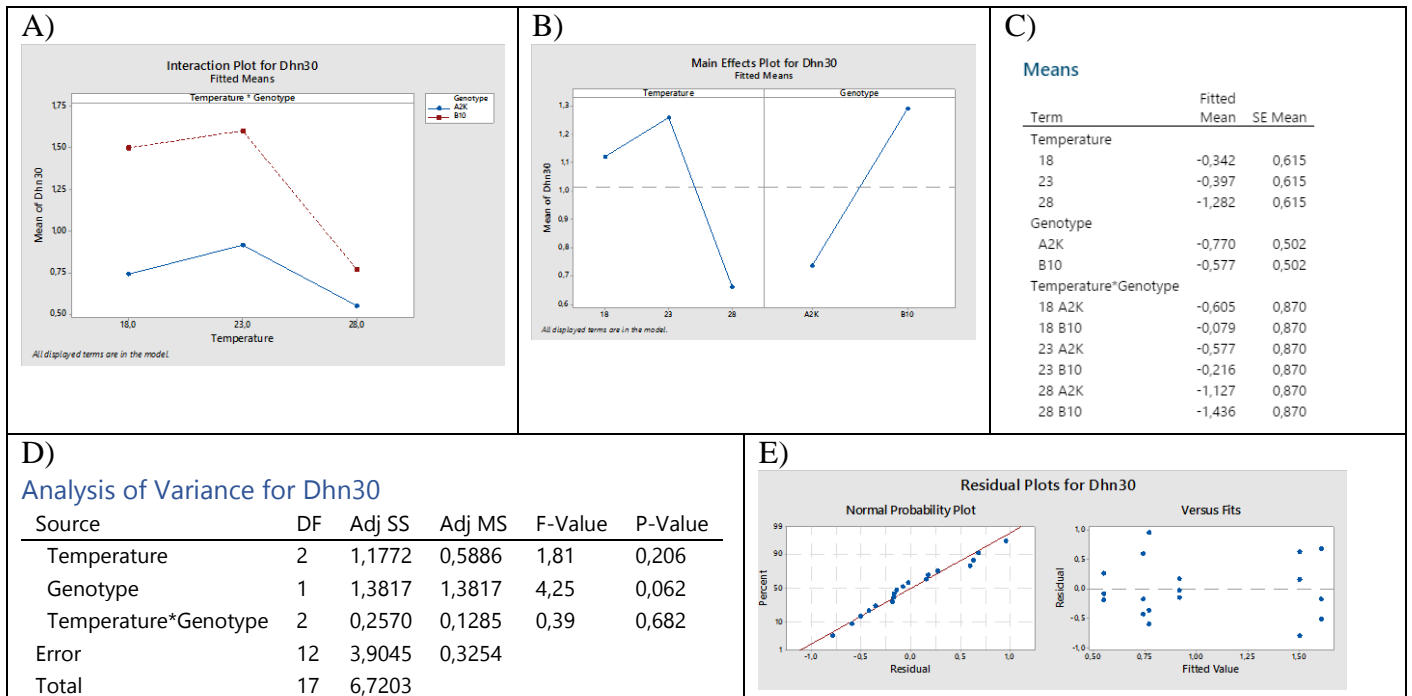 A)
Interaction Plot for Dhn30
Fitted Means
Temperature * Genotype
Genotype
A2K
B10
1,75
1,50
1,25
1,00
0,75
0,50
Mean of Dhn30
18,0 23,0 28,0
Temperature
All displayed terms are in the model.
B)
Main Effects Plot for Dhn30
Fitted Means
Temperature Genotype
1,3
1,2
1,1
1,0
0,9
0,8
0,7
0,6
Mean of Dhn30
18 23 28 A2K B10
All displayed terms are in the model.
C)
Means
Fitted
Term Mean SE Mean
Temperature
18 -0,342 0,615
23 -0,397 0,615
28 -1,282 0,615
Genotype
A2K -0,770 0,502
B10 -0,577 0,502
Temperature*Genotype
18 A2K -0,605 0,870
18 B10 -0,079 0,870
23 A2K -0,577 0,870
23 B10 -0,216 0,870
28 A2K -1,127 0,870
28 B10 -1,436 0,870
D)
Analysis of Variance for Dhn30
Source DF Adj SS Adj MS F-Value P-Value
Temperature 2 1,1772 0,5886 1,81 0,206
Genotype 1 1,3817 1,3817 4,25 0,062
Temperature*Genotype 2 0,2570 0,1285 0,39 0,682
Error 12 3,9045 0,3254
Total 17 6,7203
E)
Residual Plots for Dhn30
Normal Probability Plot
99
90
50
10
1
Percent
-1,0 -0,5 0,0 0,5 1,0
Residual
Versus Fits
1,0
0,5
0,0
-0,5
-1,0
Residual
0,50 0,75 1,00 1,25 1,50
Fitted Value